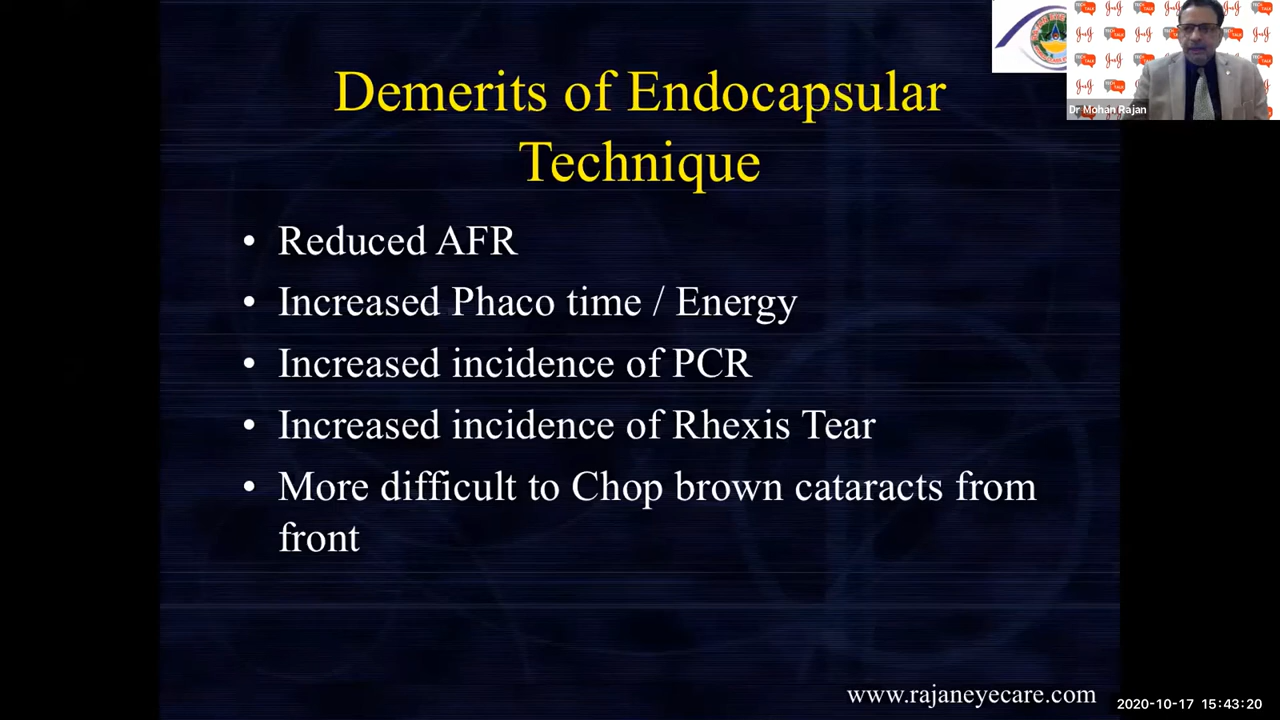 Demerits of Endocapsular
Technique
• Reduced AFR
• Increased Phaco time / Energy
• Increased incidence of PCR
• Increased incidence of Rhexis Tear
• More difficult to Chop brown cataracts from
front
www.rajaneyecare.com
Dr Mohan Rajan
2020-10-17 15:43:20